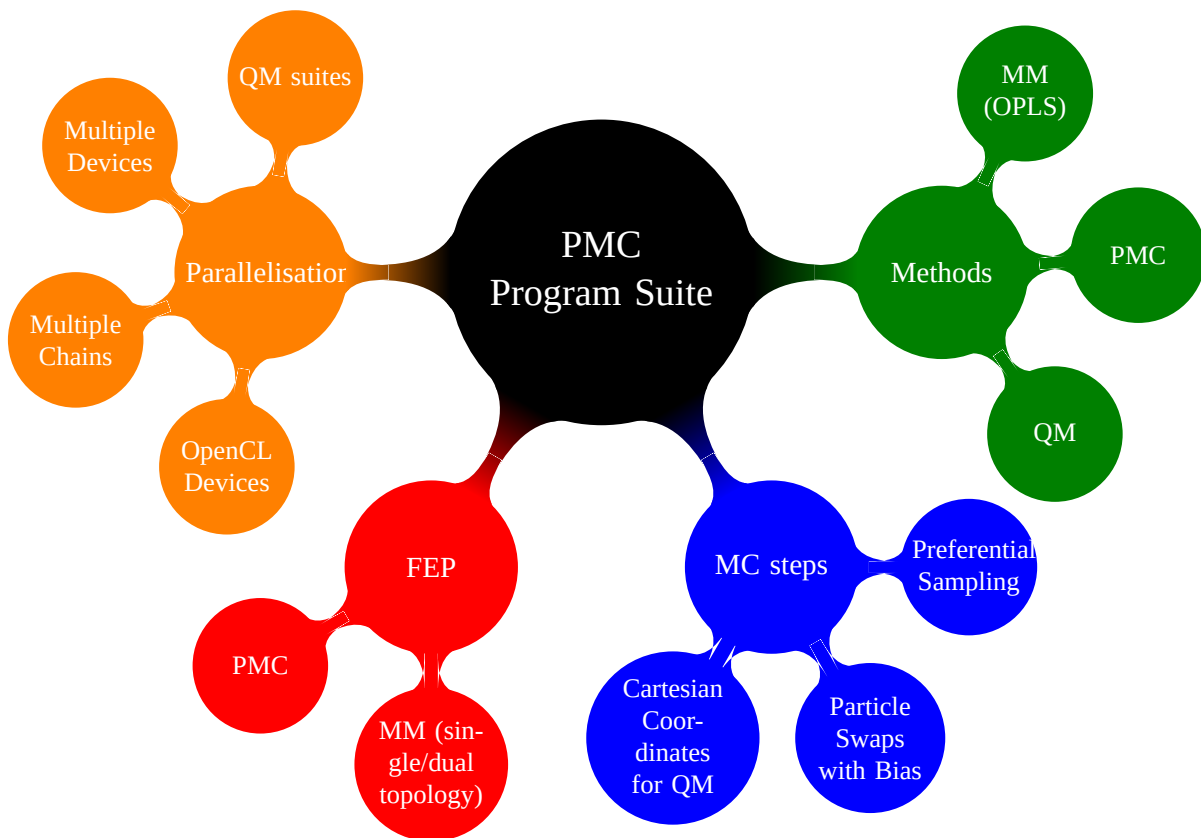 QM suites
Multiple
Devices
Parallelisation
Multiple
Chains
OpenCL
Devices
PMC
Program Suite
MM
(OPLS)
PMC
Methods
QM
FEP
PMC
MM (sin-
gle/dual
topology)
MC steps
Preferential
Sampling
Cartesian
Coor-
dinates
for QM
Particle
Swaps
with Bias